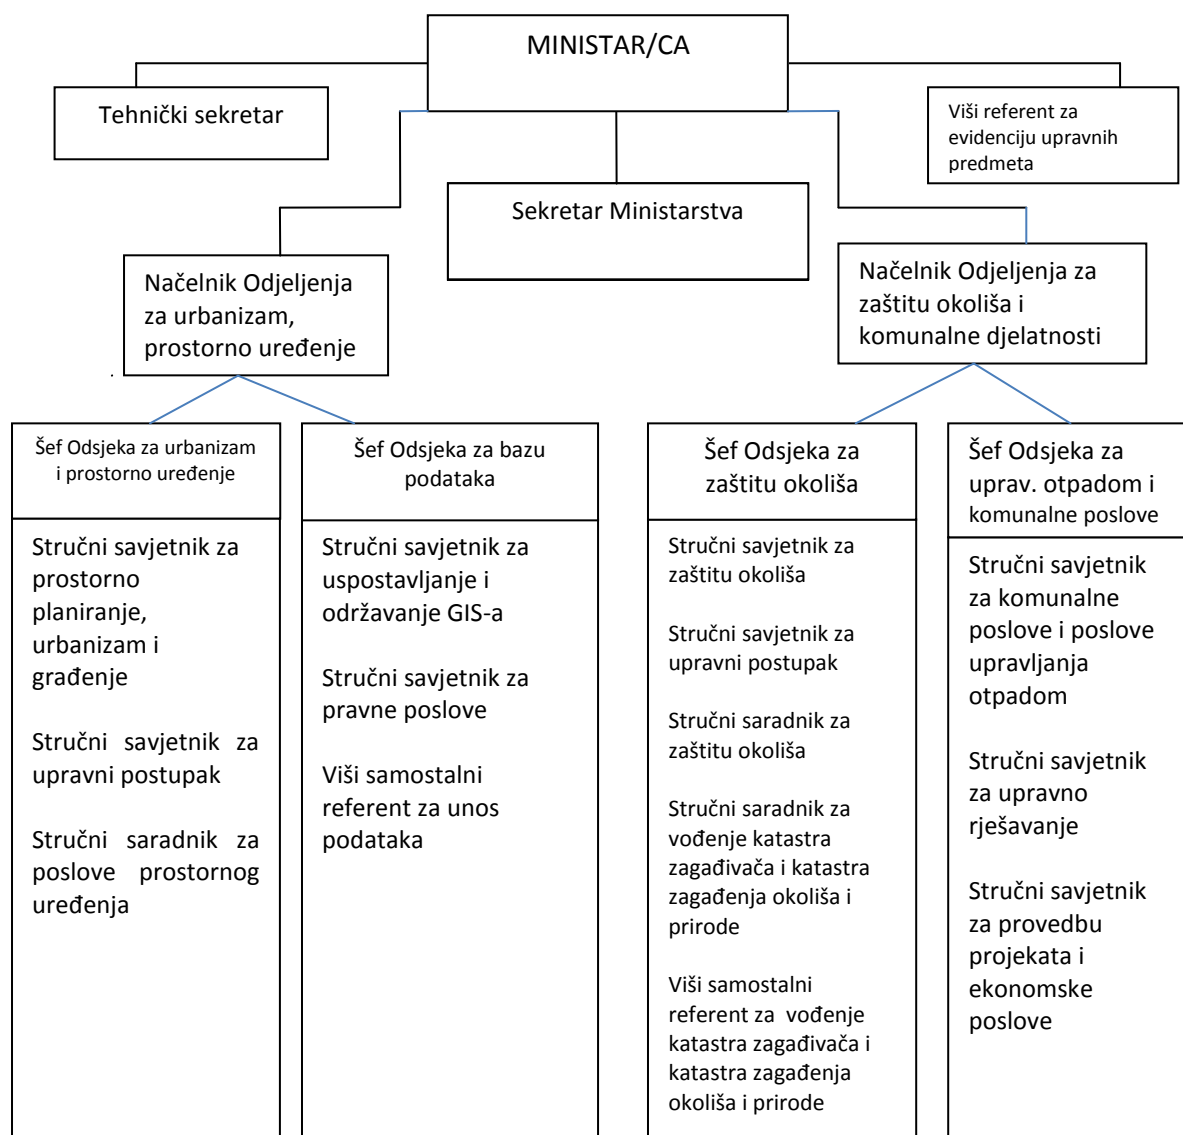 MINISTAR/CA
Tehnički sekretar
Viši referent za
evidenciju upravnih
predmeta
Sekretar Ministarstva
Načelnik Odjeljenja
za urbanizam,
prostorno uređenje
Načelnik Odjeljenja za
zaštitu okoliša i
komunalne djelatnosti
.
Šef Odsjeka za urbanizam
i prostorno uređenje
Stručni savjetnik za
prostorno
planiranje,
urbanizam i
građenje
Stručni savjetnik za
upravni postupak
Stručni saradnik za
poslove prostornog
uređenja
Šef Odsjeka za bazu
podataka
Stručni savjetnik za
uspostavljanje i
održavanje GIS-a
Stručni savjetnik za
pravne poslove
Viši samostalni
referent za unos
podataka
Šef Odsjeka za
zaštitu okoliša
Stručni savjetnik za
zaštitu okoliša
Stručni savjetnik za
upravni postupak
Stručni saradnik za
zaštitu okoliša
Stručni saradnik za
vođenje katastra
zagađivača i katastra
zagađenja okoliša i
prirode
Viši samostalni
referent za vođenje
katastra zagađivača i
katastra zagađenja
okoliša i prirode
Šef Odsjeka za
uprav. otpadom i
komunalne poslove
Stručni savjetnik
za komunalne
poslove i poslove
upravljanja
otpadom
Stručni savjetnik
za upravno
rješavanje
Stručni savjetnik
za provedbu
projekata i
ekonomske
poslove